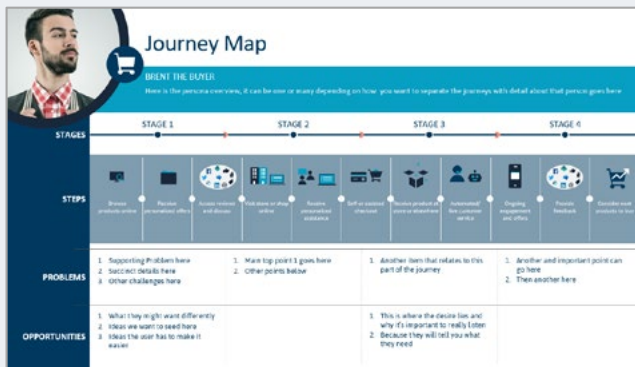 Journey Map
BRENT THE BUYER
Here is the persona overview, it can be one or many depending on how you want to separate the journeys with detail about that person goes here
STAGES
STAGE 1
STAGE 2
STAGE 3
STAGE 4
STEPS
Browse
products online
Receive
personalized offers
Access reviews
and discuss
Visit store or shop
online
Receive
personalized
assistance
Self or assisted
checkout
Receive product at
store or elsewhere
Automated/
live customer
service
Ongoing
engagement
and offers
Provide
feedback
Consider next
products to buy
PROBLEMS
1. Supporting Problem here
2. Succinct details here
3. Other challenges here
1. Main top point 1 goes here
2. Other points below
1. Another item that relates to this
part of the journey
1. Another and important point can
go here
2. Then another here
OPPORTUNITIES
1. What they might want differently
2. Ideas we want to seed here
3. Ideas the user has to make it
easier
1. This is where the desire lies and
why it's important to really listen
2. Because they will tell you what
they need